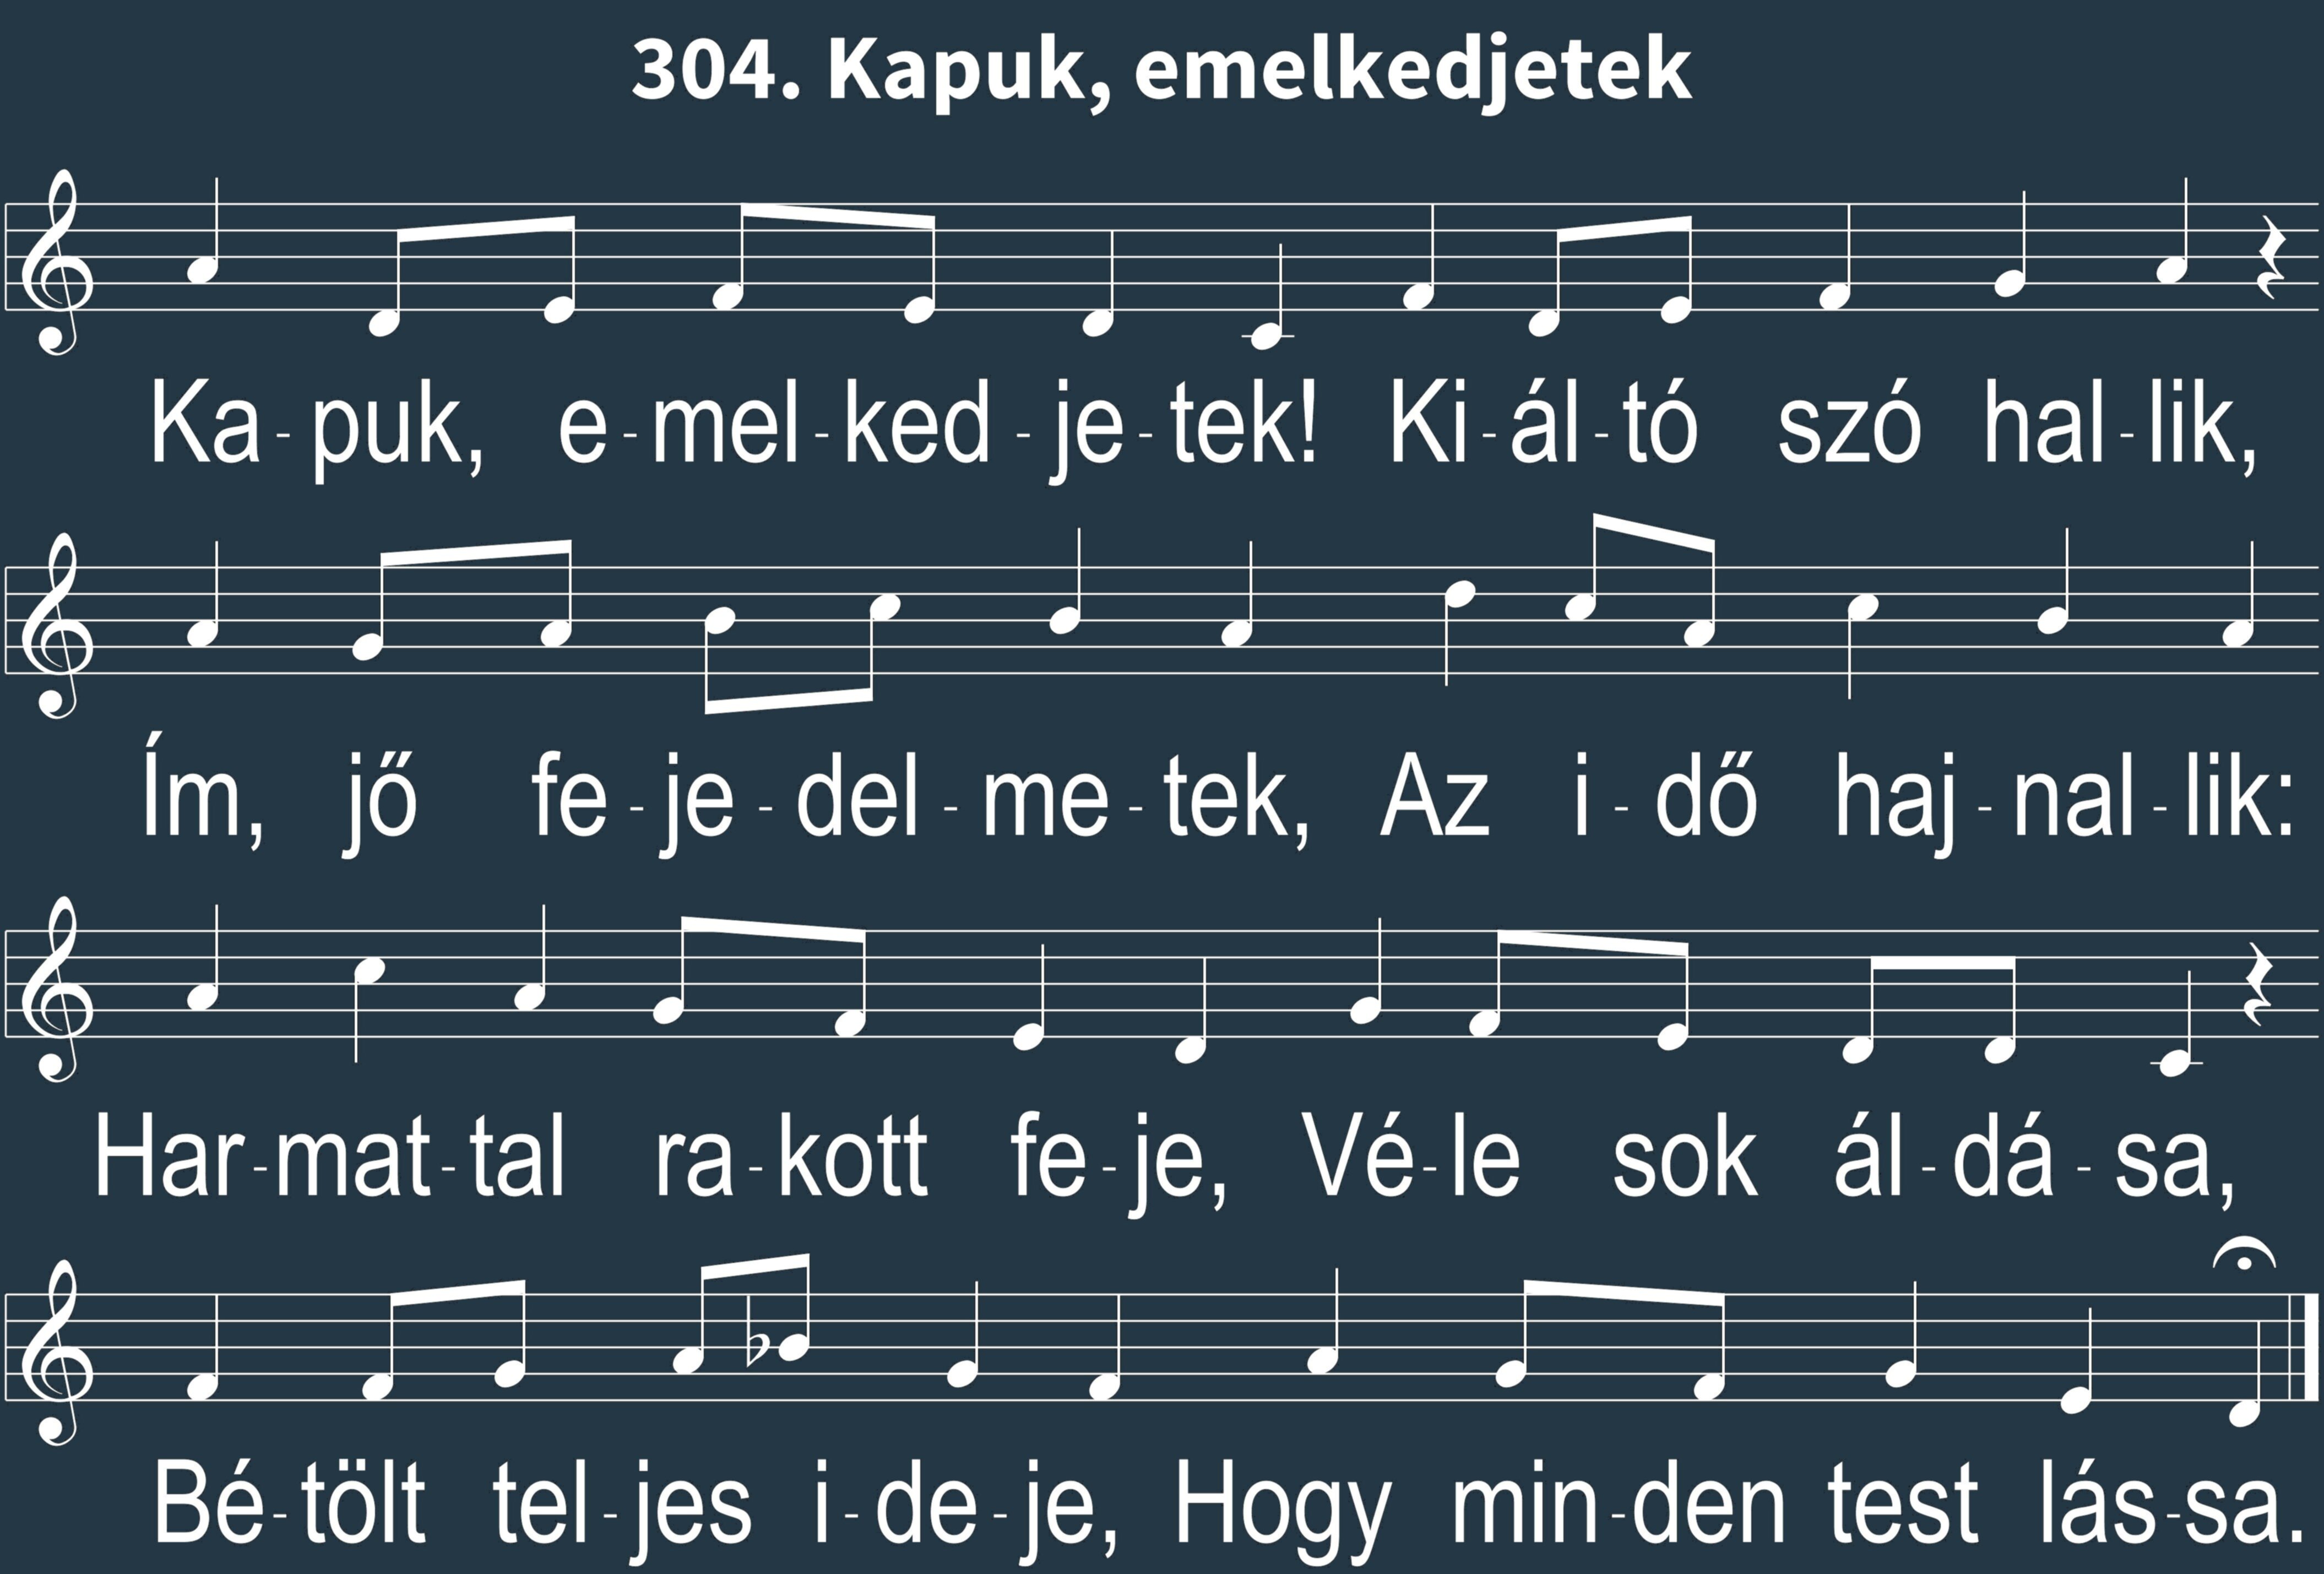 304. Kapuk, emelkedjetek
Ka-puk, e-mel-ked-je-tek! Ki-ál-tó szó hal-lik,
Ím, jő fe-je-del-me-tek, Az i-dő haj-nal-lik:
Har-mat-tal ra-kott fe-je, Vé-le sok ál-dá-sa,
Bé-tölt tel-jes i-de-je, Hogy min-den test lás-sa.